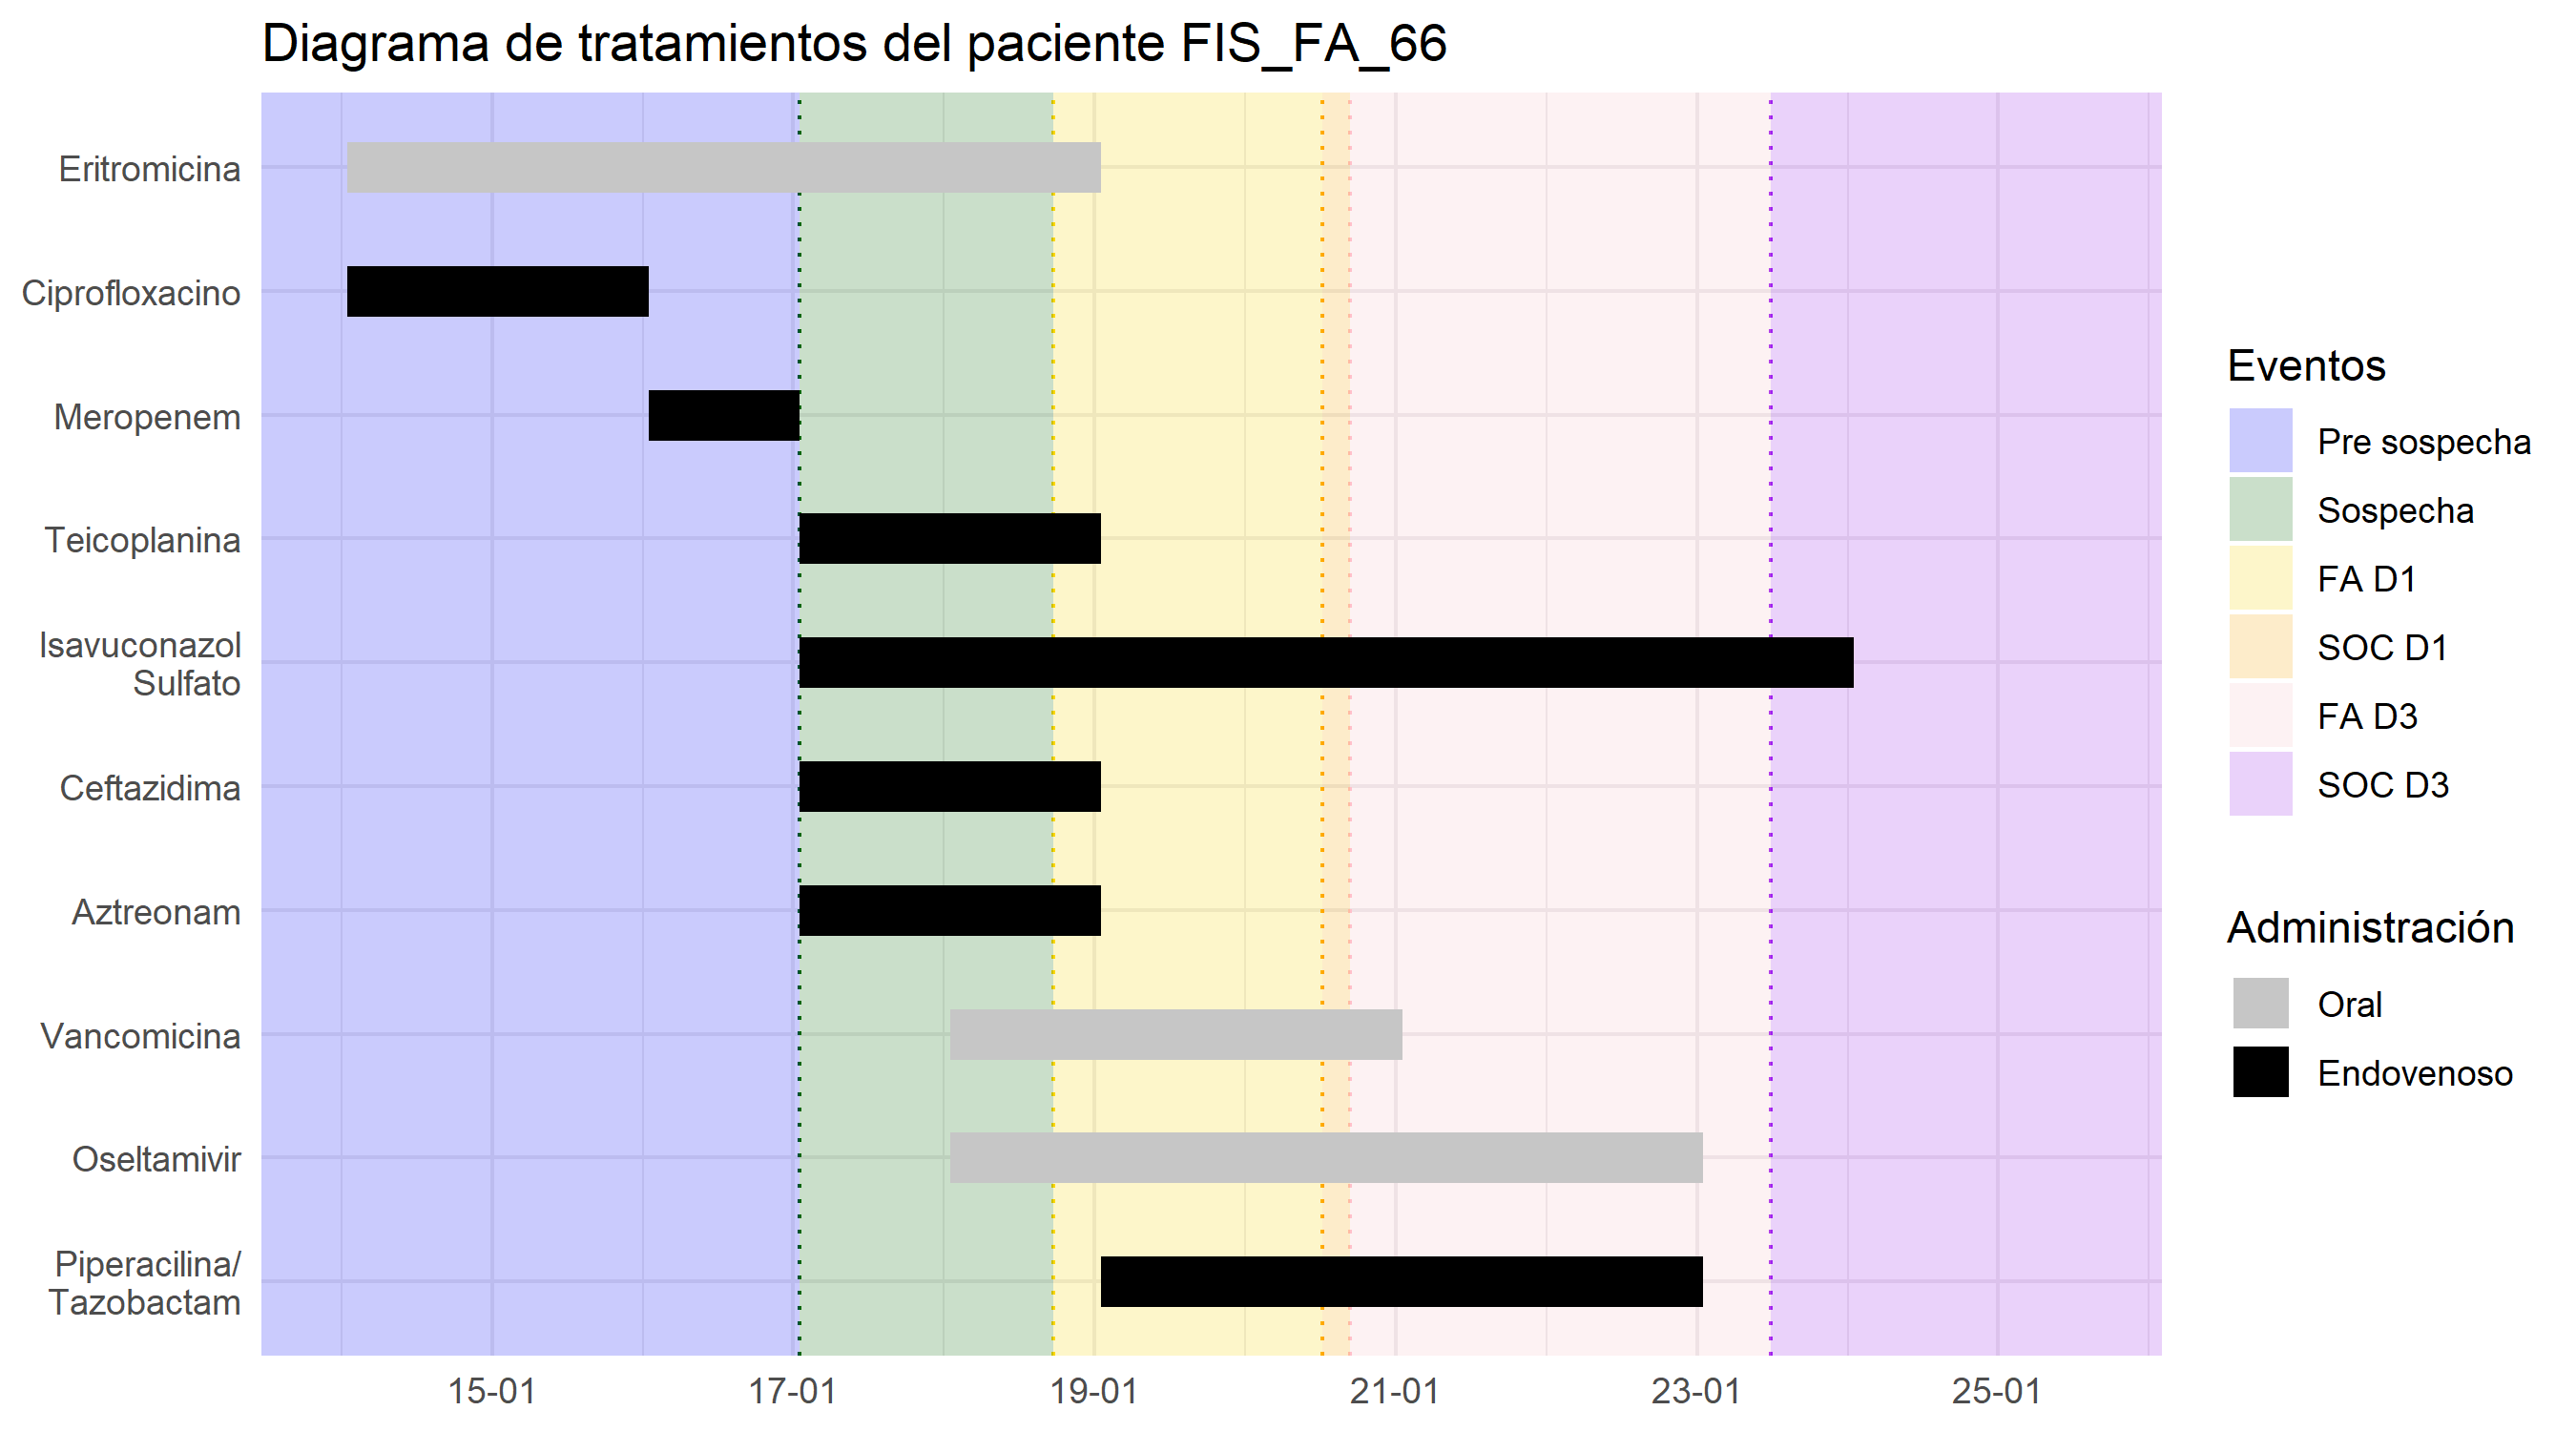 Diagrama de tratamientos del paciente FIS_FA_66
Eritromicina
Ciprofloxacino
Meropenem
Teicoplanina
Isavuconazol
Sulfato
Ceftazidima
Aztreonam
Vancomicina
Oseltamivir
Piperacilina/
Tazobactam
15-01
17-01
19-01
21-01
23-01
25-01
Eventos
Pre sospecha
Sospecha
FA D1
SOC D1
FA D3
SOC D3
Administración
Oral
Endovenoso